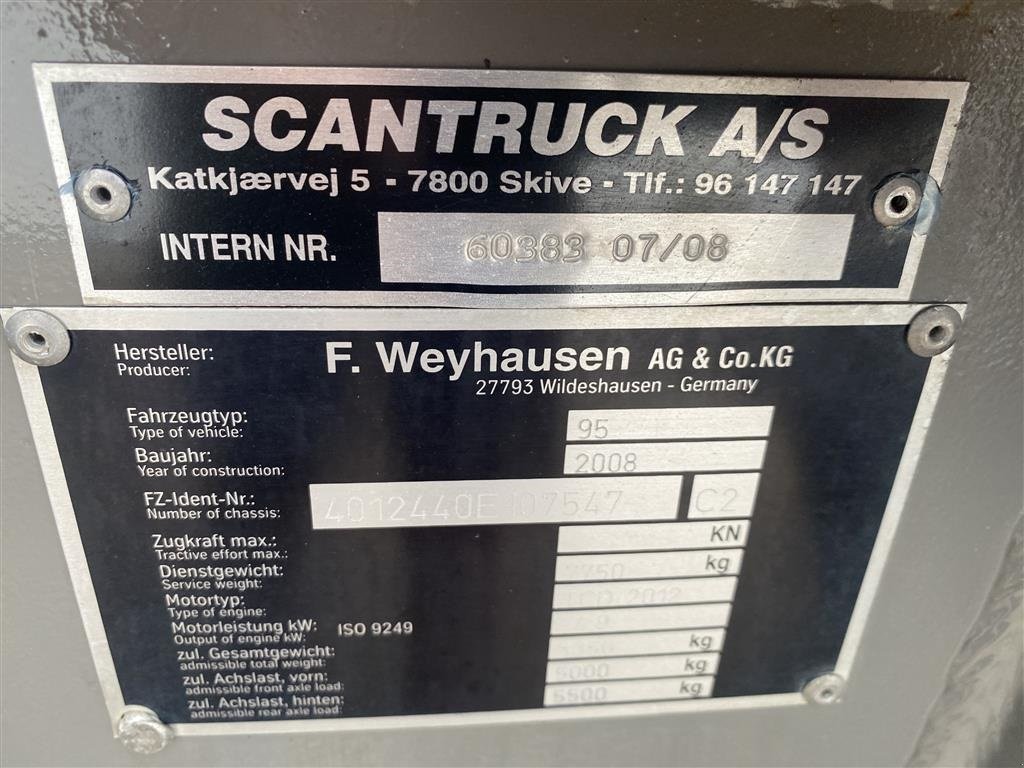 SCANTRUCK A/S
Katkjærvej 5 - 7800 Skive - Tlf.: 96 147 147
INTERN NR. 60383 07/08
Hersteller: F. Weyhausen AG & Co.KG
Producer: 27793 Wildeshausen - Germany
Fahrzeugtyp: 95
Type of vehicle:
Baujahr: 2008
Year of construction:
FZ-Ident-Nr.: 4012440E 07547 C2
Number of chassis:
Zugkraft max.: KN
Tractive effort max.:
Dienstgewicht: kg
Service weight:
Motortyp: 2012
Type of engine:
Motorleistung kW: ISO 9249
Output of engine kW:
zul. Gesamtgewicht: kg
admissible total weight:
zul. Achslast, vorn: kg
admissible front axle load:
zul. Achslast, hinten: 5500 kg
admissible rear axle load: